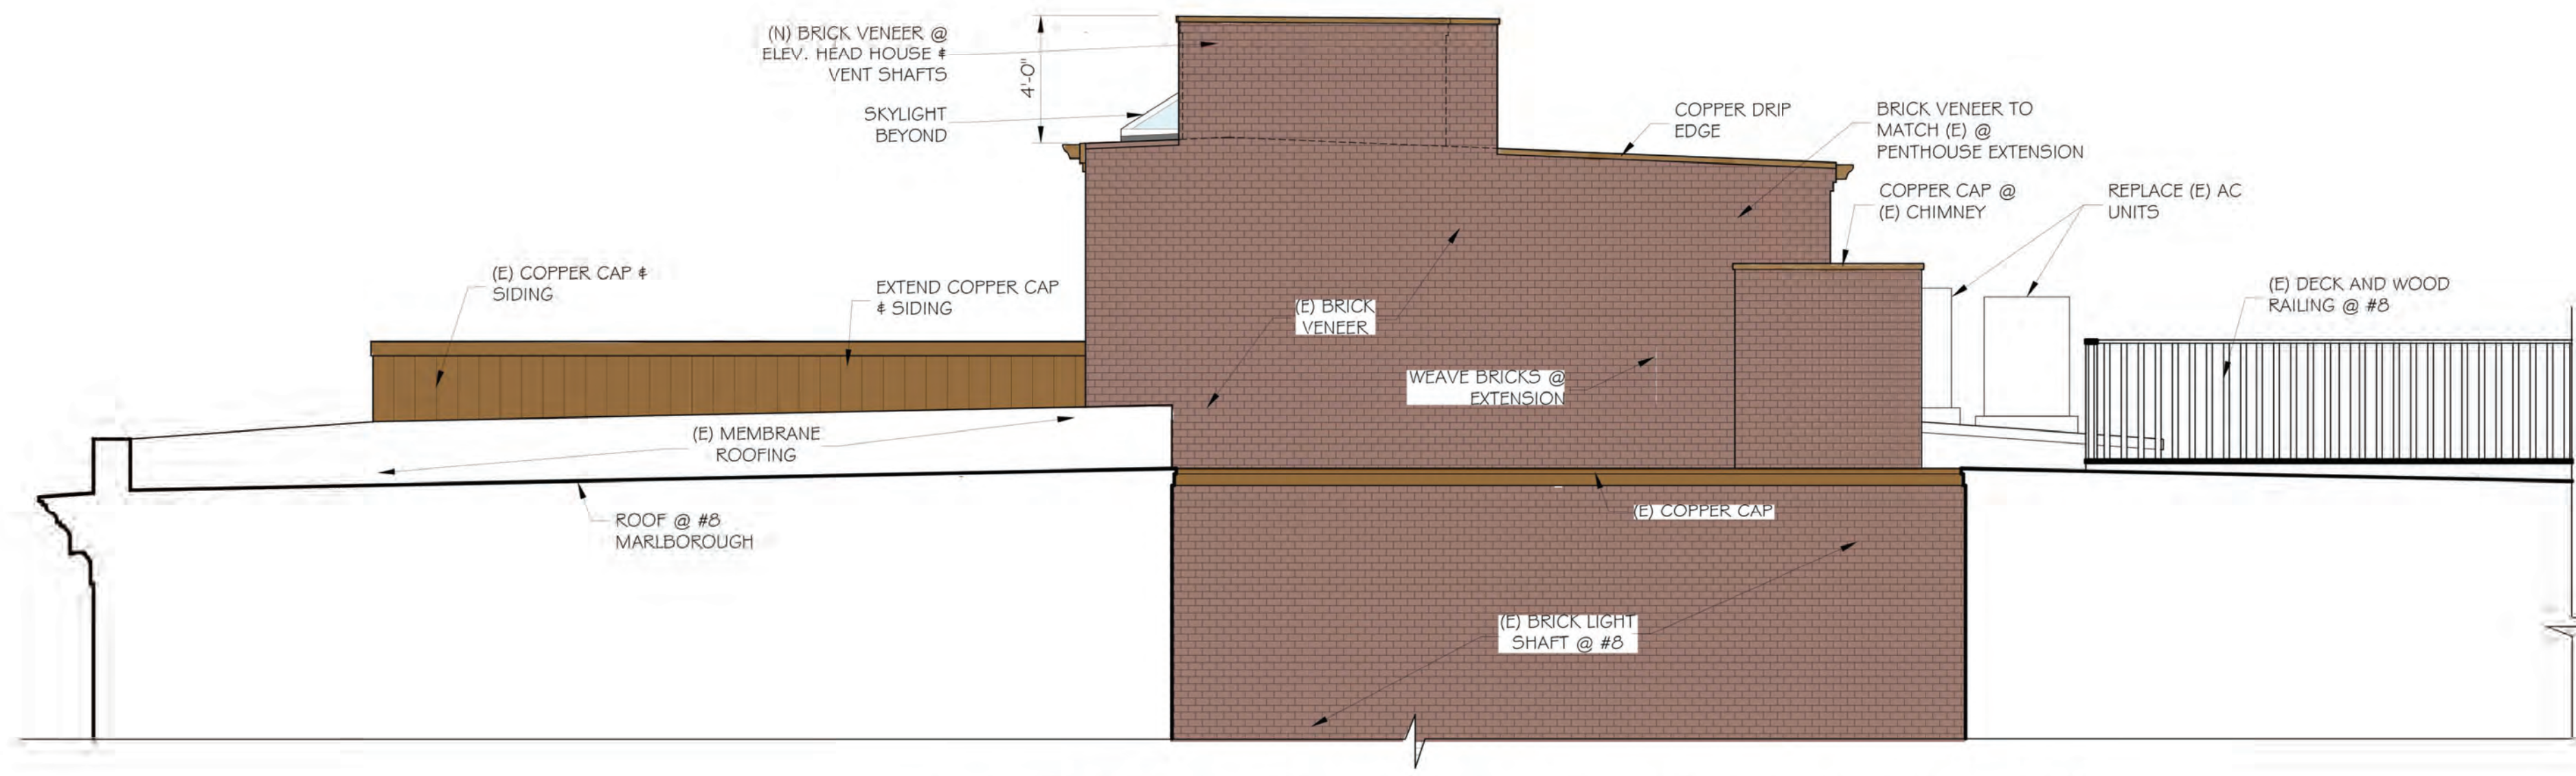 (N) BRICK VENEER @
ELEV. HEAD HOUSE &
VENT SHAFTS
4'-0"
SKYLIGHT
BEYOND
COPPER DRIP
EDGE
BRICK VENEER TO
MATCH (E) @
PENTHOUSE EXTENSION
COPPER CAP @
(E) CHIMNEY
REPLACE (E) AC
UNITS
(E) COPPER CAP &
SIDING
EXTEND COPPER CAP
& SIDING
(E) BRICK
VENEER
(E) DECK AND WOOD
RAILING @ #8
WEAVE BRICKS @
EXTENSION
(E) MEMBRANE
ROOFING
ROOF @ #8
MARLBOROUGH
(E) COPPER CAP
(E) BRICK LIGHT
SHAFT @ #8